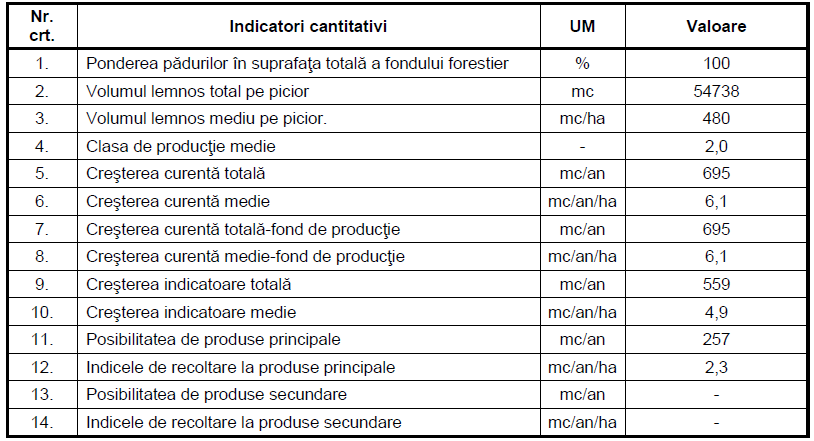 Nr. crt. Indicatori cantitativi UM Valoare
1. Ponderea pădurilor în suprafaţa totală a fondului forestier % 100
2. Volumul lemnos total pe picior mc 54738
3. Volumul lemnos mediu pe picior. mc/ha 480
4. Clasa de producţie medie - 2,0
5. Creşterea curentă totală mc/an 695
6. Creşterea curentă medie mc/an/ha 6,1
7. Creşterea curentă totală-fond de producţie mc/an 695
8. Creşterea curentă medie-fond de producţie mc/an/ha 6,1
9. Creşterea indicatoare totală mc/an 559
10. Creşterea indicatoare medie mc/an/ha 4,9
11. Posibilitatea de produse principale mc/an 257
12. Indicele de recoltare la produse principale mc/an/ha 2,3
13. Posibilitatea de produse secundare mc/an -
14. Indicele de recoltare la produse secundare mc/an/ha -